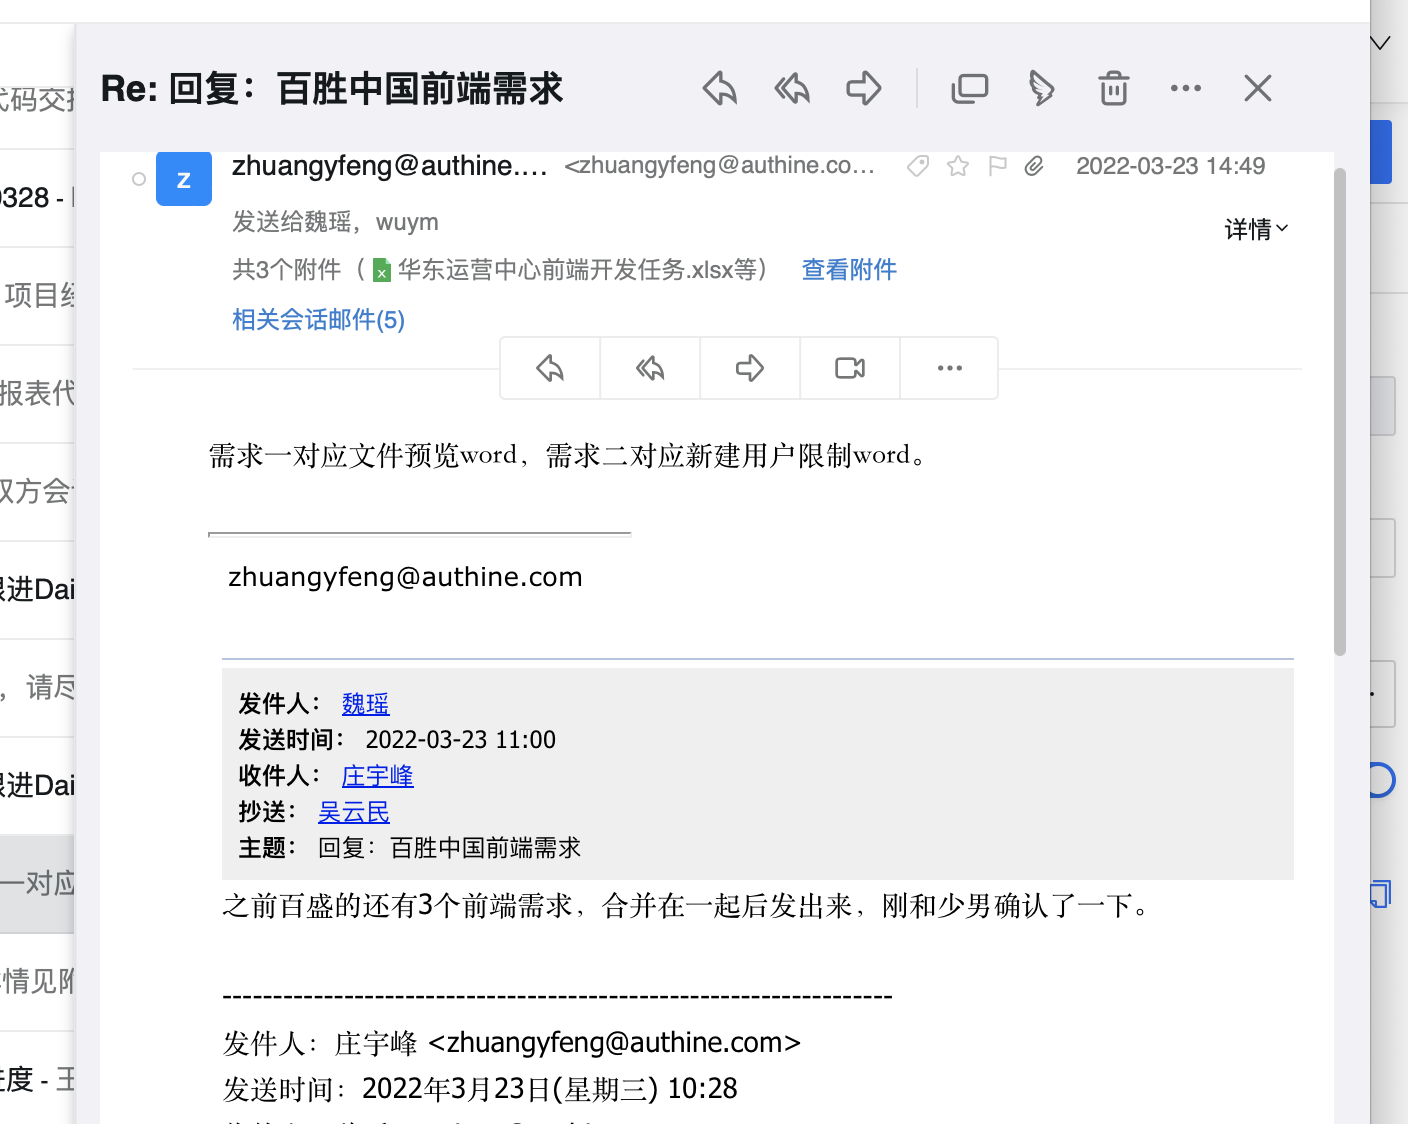 Re: 回复：百胜中国前端需求
zhuangyfeng@authine.... <zhuangyfeng@authine.co... 2022-03-23 14:49
Z
发送给魏瑶，wuym
详情
共3个附件（华东运营中心前端开发任务.xlsx等） 查看附件
相关会话邮件(5)
需求一对应文件预览word，需求二对应新建用户限制word。
zhuangyfeng@authine.com
发件人： 魏瑶
发送时间： 2022-03-23 11:00
收件人： 庄宇峰
抄送： 吴云民
主题： 回复：百胜中国前端需求
之前百盛的还有3个前端需求，合并在一起后发出来，刚和少男确认了一下。
------------------------------------------------------------------
发件人：庄宇峰 <zhuangyfeng@authine.com>
发送时间：2022年3月23日(星期三) 10:28
代码交
0328 -
项目经
报表代
双方会
跟进Dai
，请尽
跟进Dai
一对应
情见附
进度 - 王